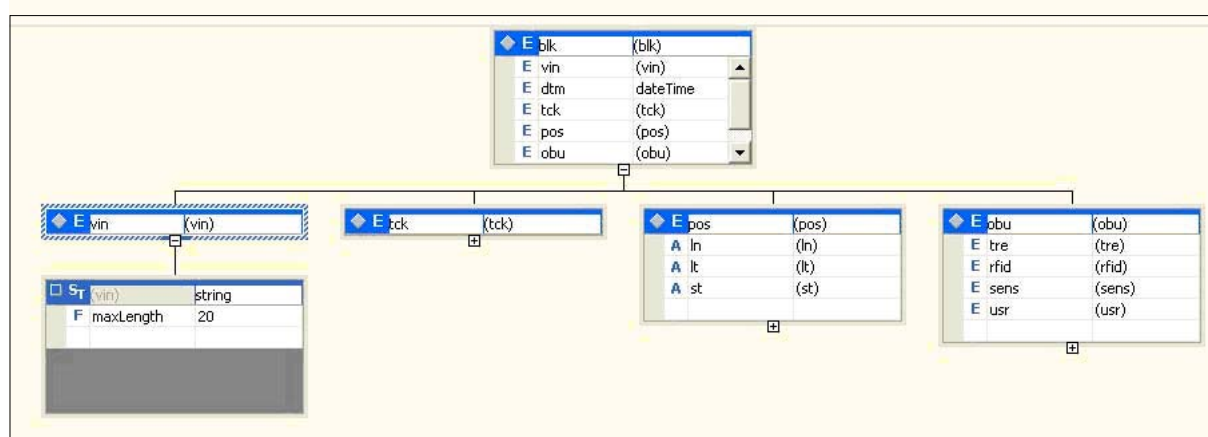 E blk (blk)
E vin (vin)
E dtm dateTime
E tck (tck)
E pos (pos)
E obu (obu)
E vin (vin)
E tck (tck)
E pos (pos)
A ln (ln)
A lt (lt)
A st (st)
E obu (obu)
E tre (tre)
E rfid (rfid)
E sens (sens)
E usr (usr)
ST (vin) string
F maxLength 20